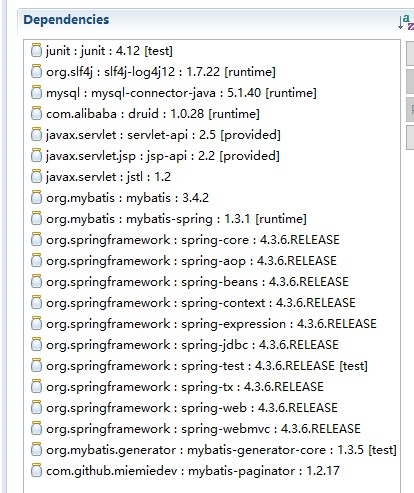 Dependencies
junit : junit : 4.12 [test]
org.slf4j : slf4j-log4j12 : 1.7.22 [runtime]
mysql : mysql-connector-java : 5.1.40 [runtime]
com.alibaba : druid : 1.0.28 [runtime]
javax.servlet : servlet-api : 2.5 [provided]
javax.servlet.jsp : jsp-api : 2.2 [provided]
javax.servlet : jstl : 1.2
org.mybatis : mybatis : 3.4.2
org.mybatis : mybatis-spring : 1.3.1 [runtime]
org.springframework : spring-core : 4.3.6.RELEASE
org.springframework : spring-aop : 4.3.6.RELEASE
org.springframework : spring-beans : 4.3.6.RELEASE
org.springframework : spring-context : 4.3.6.RELEASE
org.springframework : spring-expression : 4.3.6.RELEASE
org.springframework : spring-jdbc : 4.3.6.RELEASE
org.springframework : spring-test : 4.3.6.RELEASE [test]
org.springframework : spring-tx : 4.3.6.RELEASE
org.springframework : spring-web : 4.3.6.RELEASE
org.springframework : spring-webmvc : 4.3.6.RELEASE
org.mybatis.generator : mybatis-generator-core : 1.3.5 [test]
com.github.miemiedev : mybatis-paginator : 1.2.17